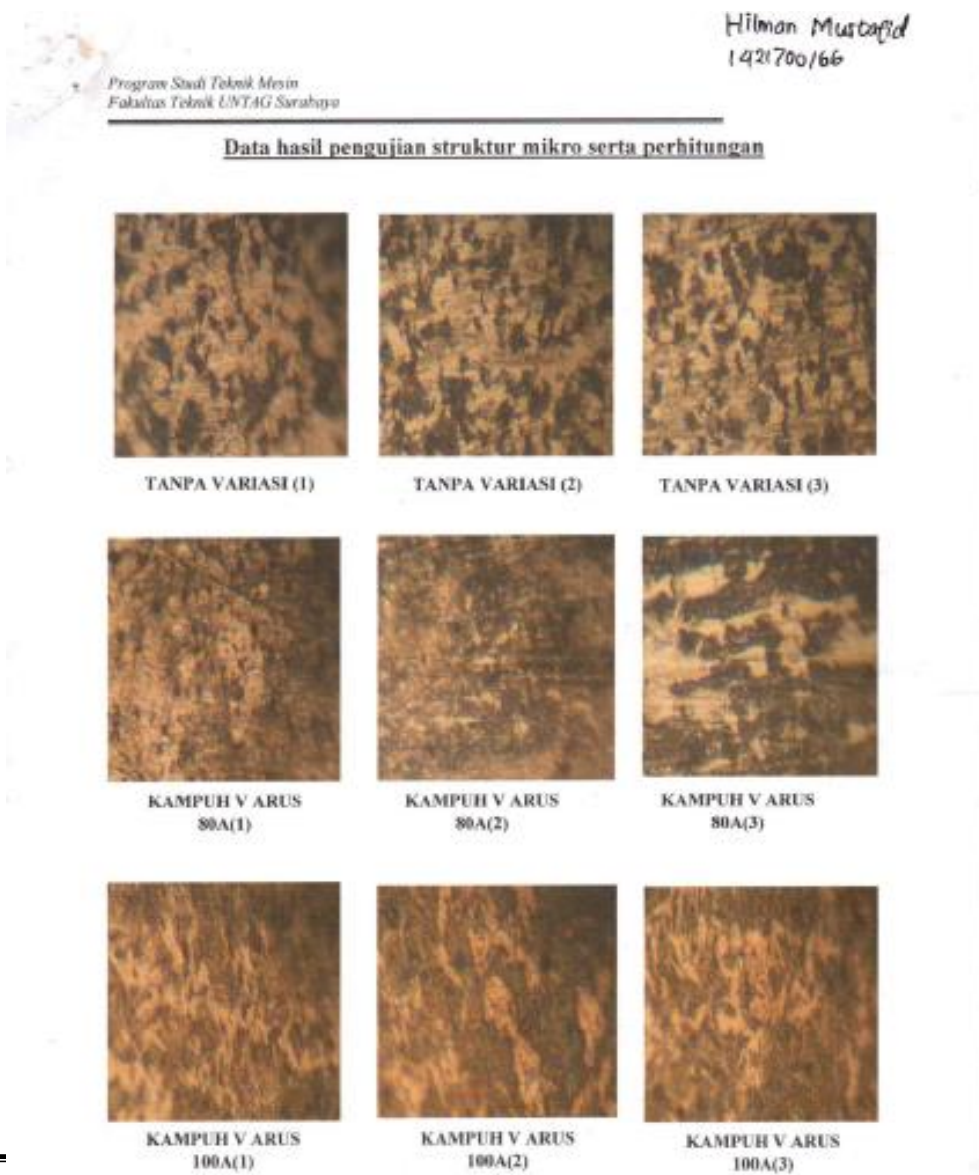 Hilman Mustafid
1421700166
Program Studi Teknik Mesin
Fakultas Teknik UNTAG Surabaya
Data hasil pengujian struktur mikro serta perhitungan
TANPA VARIASI (1)
TANPA VARIASI (2)
TANPA VARIASI (3)
KAMPUH V ARUS
80A(1)
KAMPUH V ARUS
80A(2)
KAMPUH V ARUS
80A(3)
KAMPUH V ARUS
100A(1)
KAMPUH V ARUS
100A(2)
KAMPUH V ARUS
100A(3)